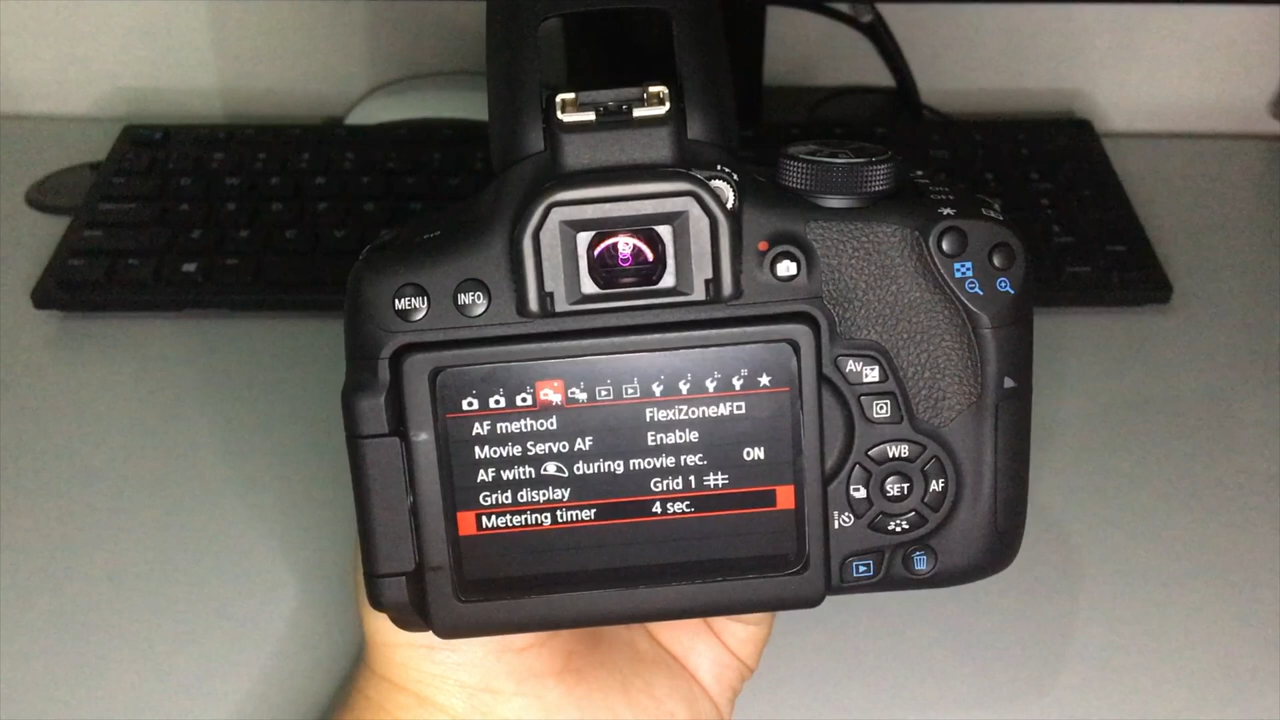 MENU
INFO.
AF method FlexiZoneAF
Movie Servo AF Enable
AF with during movie rec. ON
Grid display Grid 1
Metering timer 4 sec.
Av
Q
WB
SET
AF